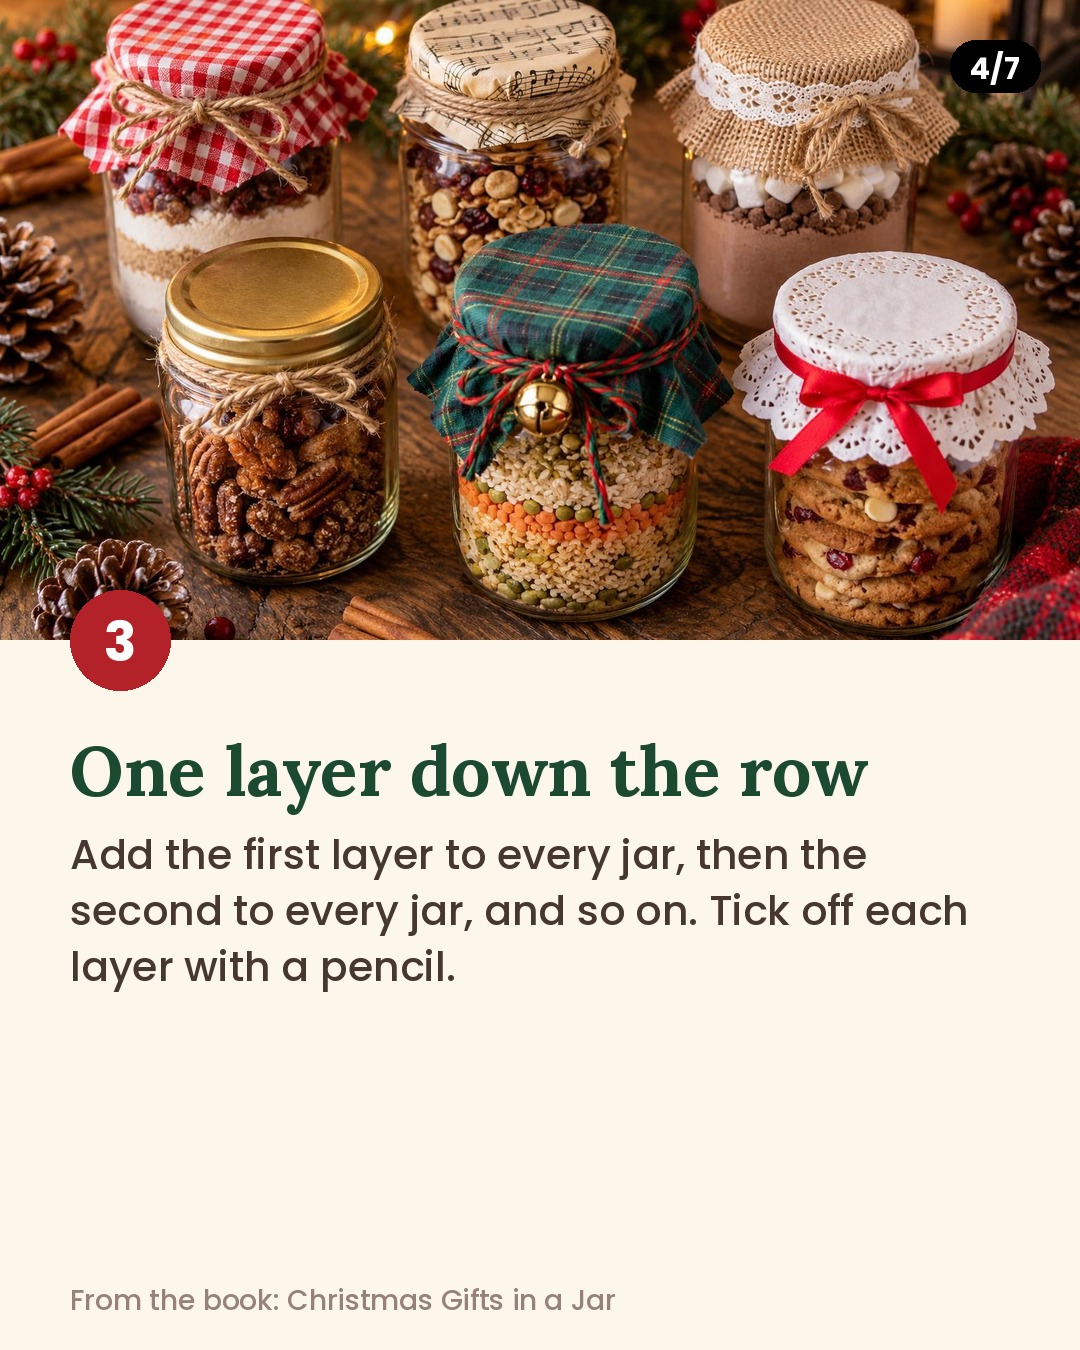 4/7
3
One layer down the row
Add the first layer to every jar, then the
second to every jar, and so on. Tick off each
layer with a pencil.
From the book: Christmas Gifts in a Jar